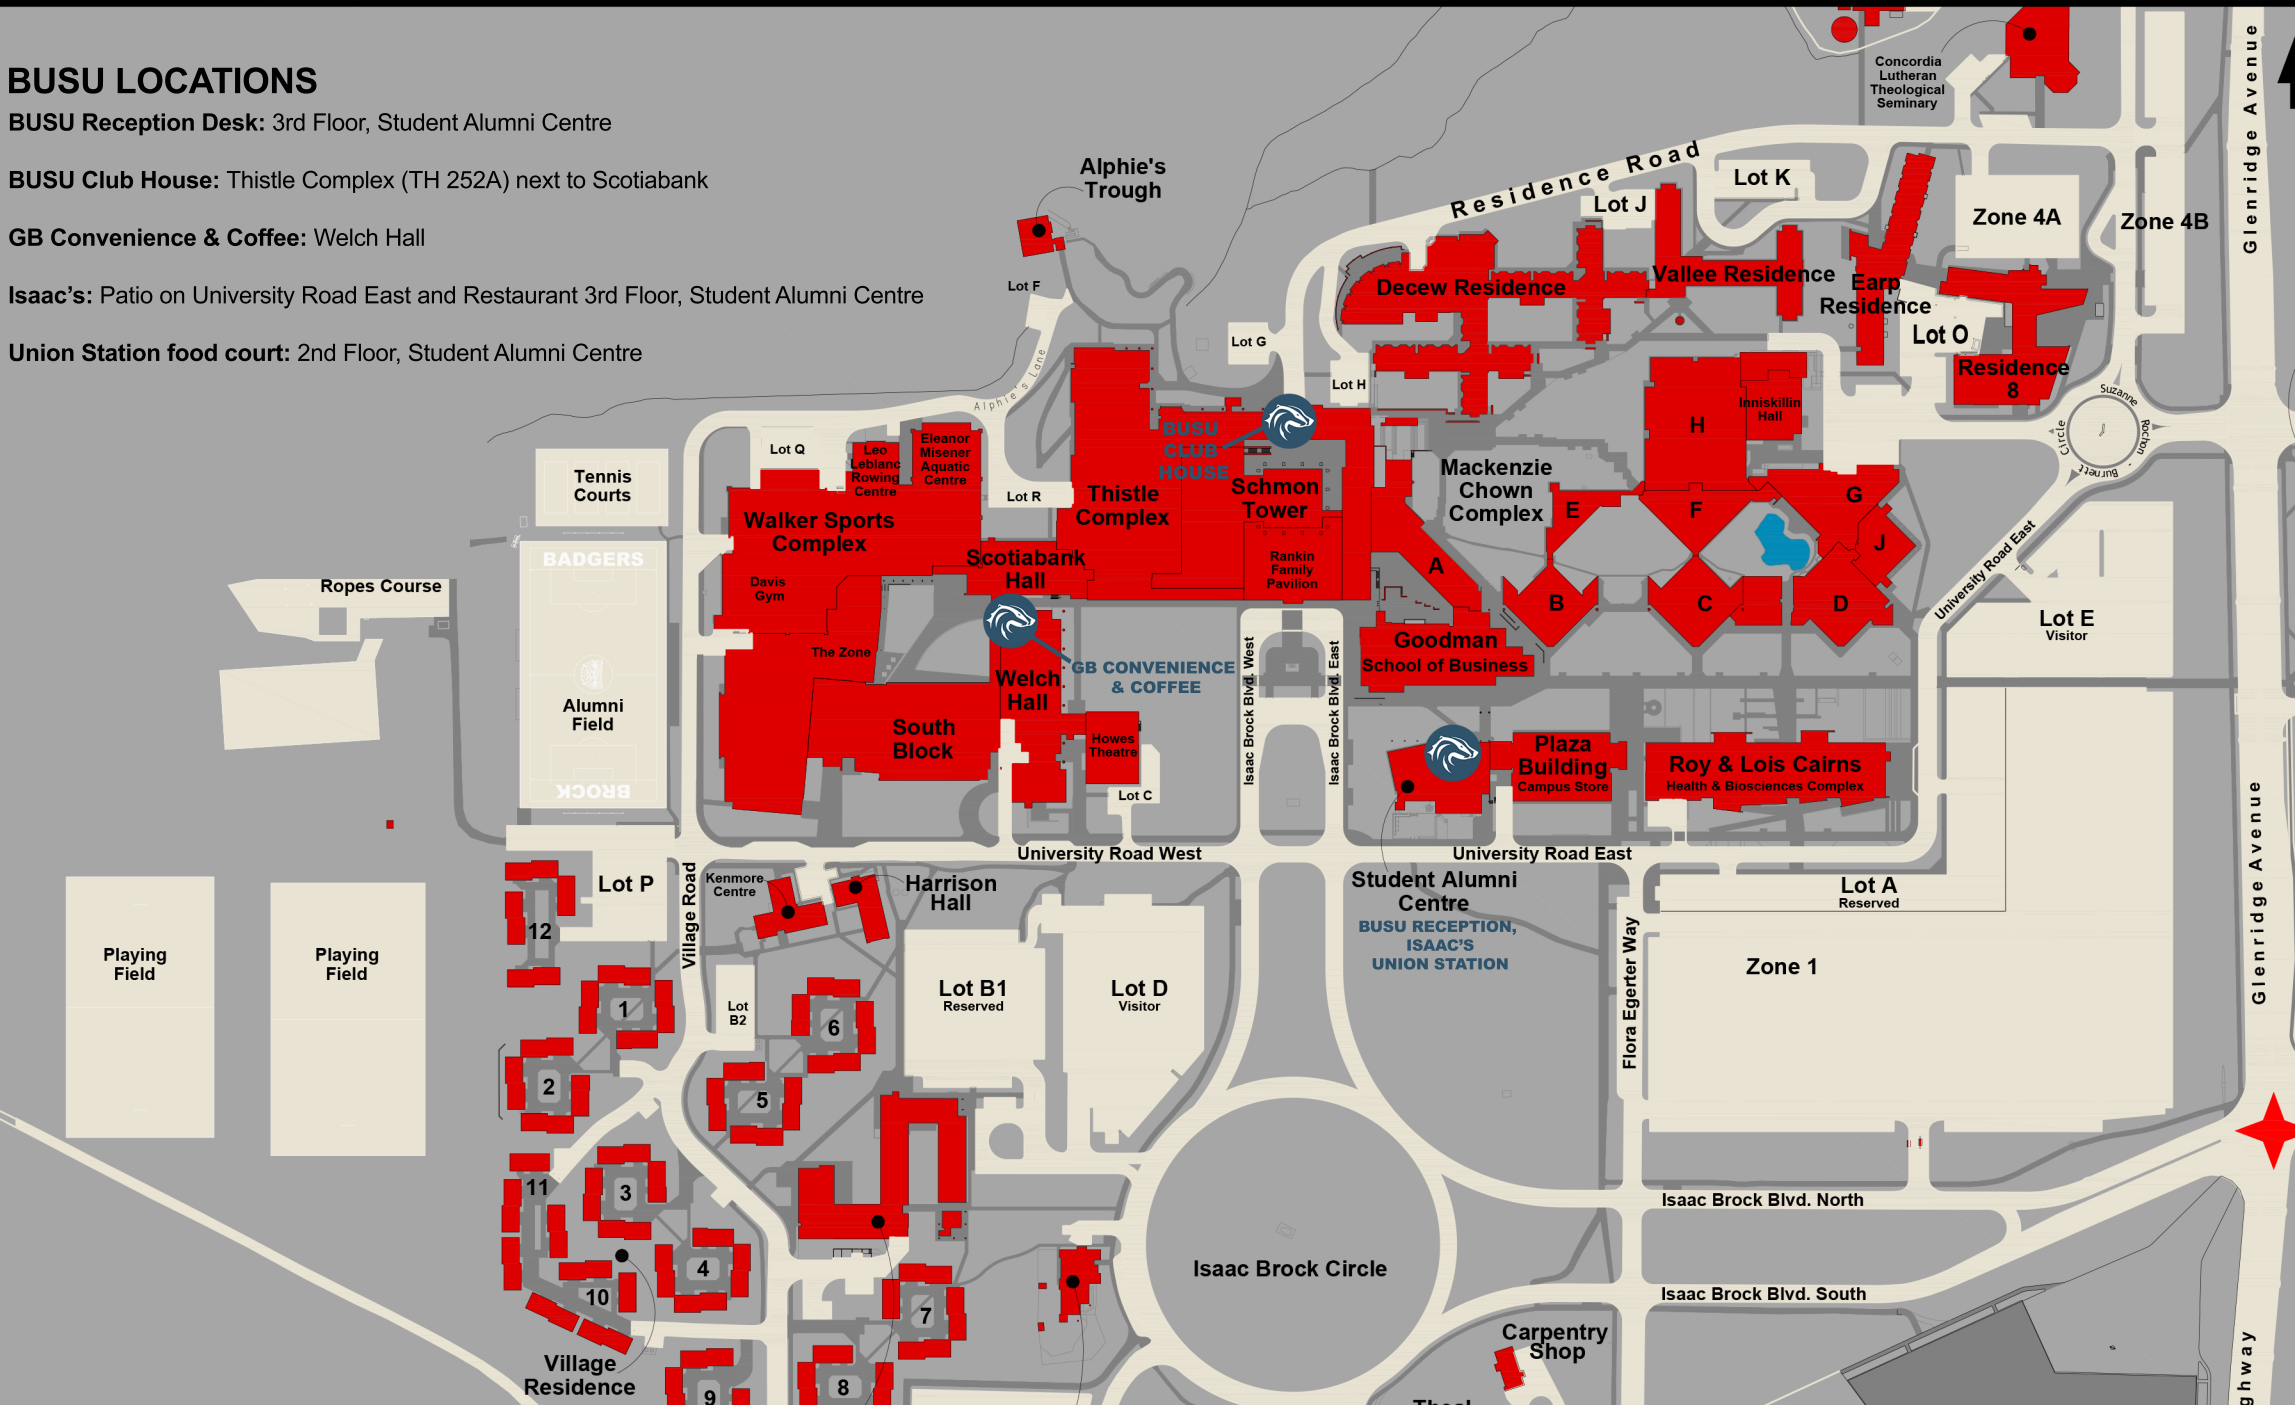 BUSU LOCATIONS
BUSU Reception Desk: 3rd Floor, Student Alumni Centre
BUSU Club House: Thistle Complex (TH 252A) next to Scotiabank
GB Convenience & Coffee: Welch Hall
Isaac's: Patio on University Road East and Restaurant 3rd Floor, Student Alumni Centre
Union Station food court: 2nd Floor, Student Alumni Centre
Concordia
Lutheran
Theological
Seminary
Glenridge Avenue
Alphie's
Trough
Residence Road
Lot K
Lot J
Zone 4A
Zone 4B
Lot F
Decew Residence
Vallee Residence
Earp
Residence
Lot O
Lot G
Lot H
Residence
8
Alphie's Lane
Suzanne
Rochon - Burnett
Circle
Inniskillin
Hall
H
BUSU
CLUB
HOUSE
Lot Q
Leo
Leblanc
Rowing
Centre
Eleanor
Misener
Aquatic
Centre
Lot R
Tennis
Courts
Thistle
Complex
Schmon
Tower
Mackenzie
Chown
Complex
E
F
G
J
Walker Sports
Complex
Scotiabank
Hall
Rankin
Family
Pavilion
A
B
C
D
University Road East
Lot E
Visitor
BADGERS
Ropes Course
Davis
Gym
The Zone
Welch
Hall
GB CONVENIENCE
& COFFEE
Isaac Brock Blvd. West
Isaac Brock Blvd. East
Goodman
School of Business
Alumni
Field
BROCK
South
Block
Howes
Theatre
Lot C
Plaza
Building
Campus Store
Roy & Lois Cairns
Health & Biosciences Complex
Glenridge Avenue
University Road West
University Road East
Lot P
Village Road
Kenmore
Centre
Harrison
Hall
Student Alumni
Centre
BUSU RECEPTION,
ISAAC'S
UNION STATION
Lot A
Reserved
Flora Egerter Way
Zone 1
Playing
Field
Playing
Field
12
1
Lot
B2
6
Lot B1
Reserved
Lot D
Visitor
2
5
11
3
4
10
7
Isaac Brock Circle
Isaac Brock Blvd. North
Isaac Brock Blvd. South
Carpentry
Shop
Village
Residence
9
8